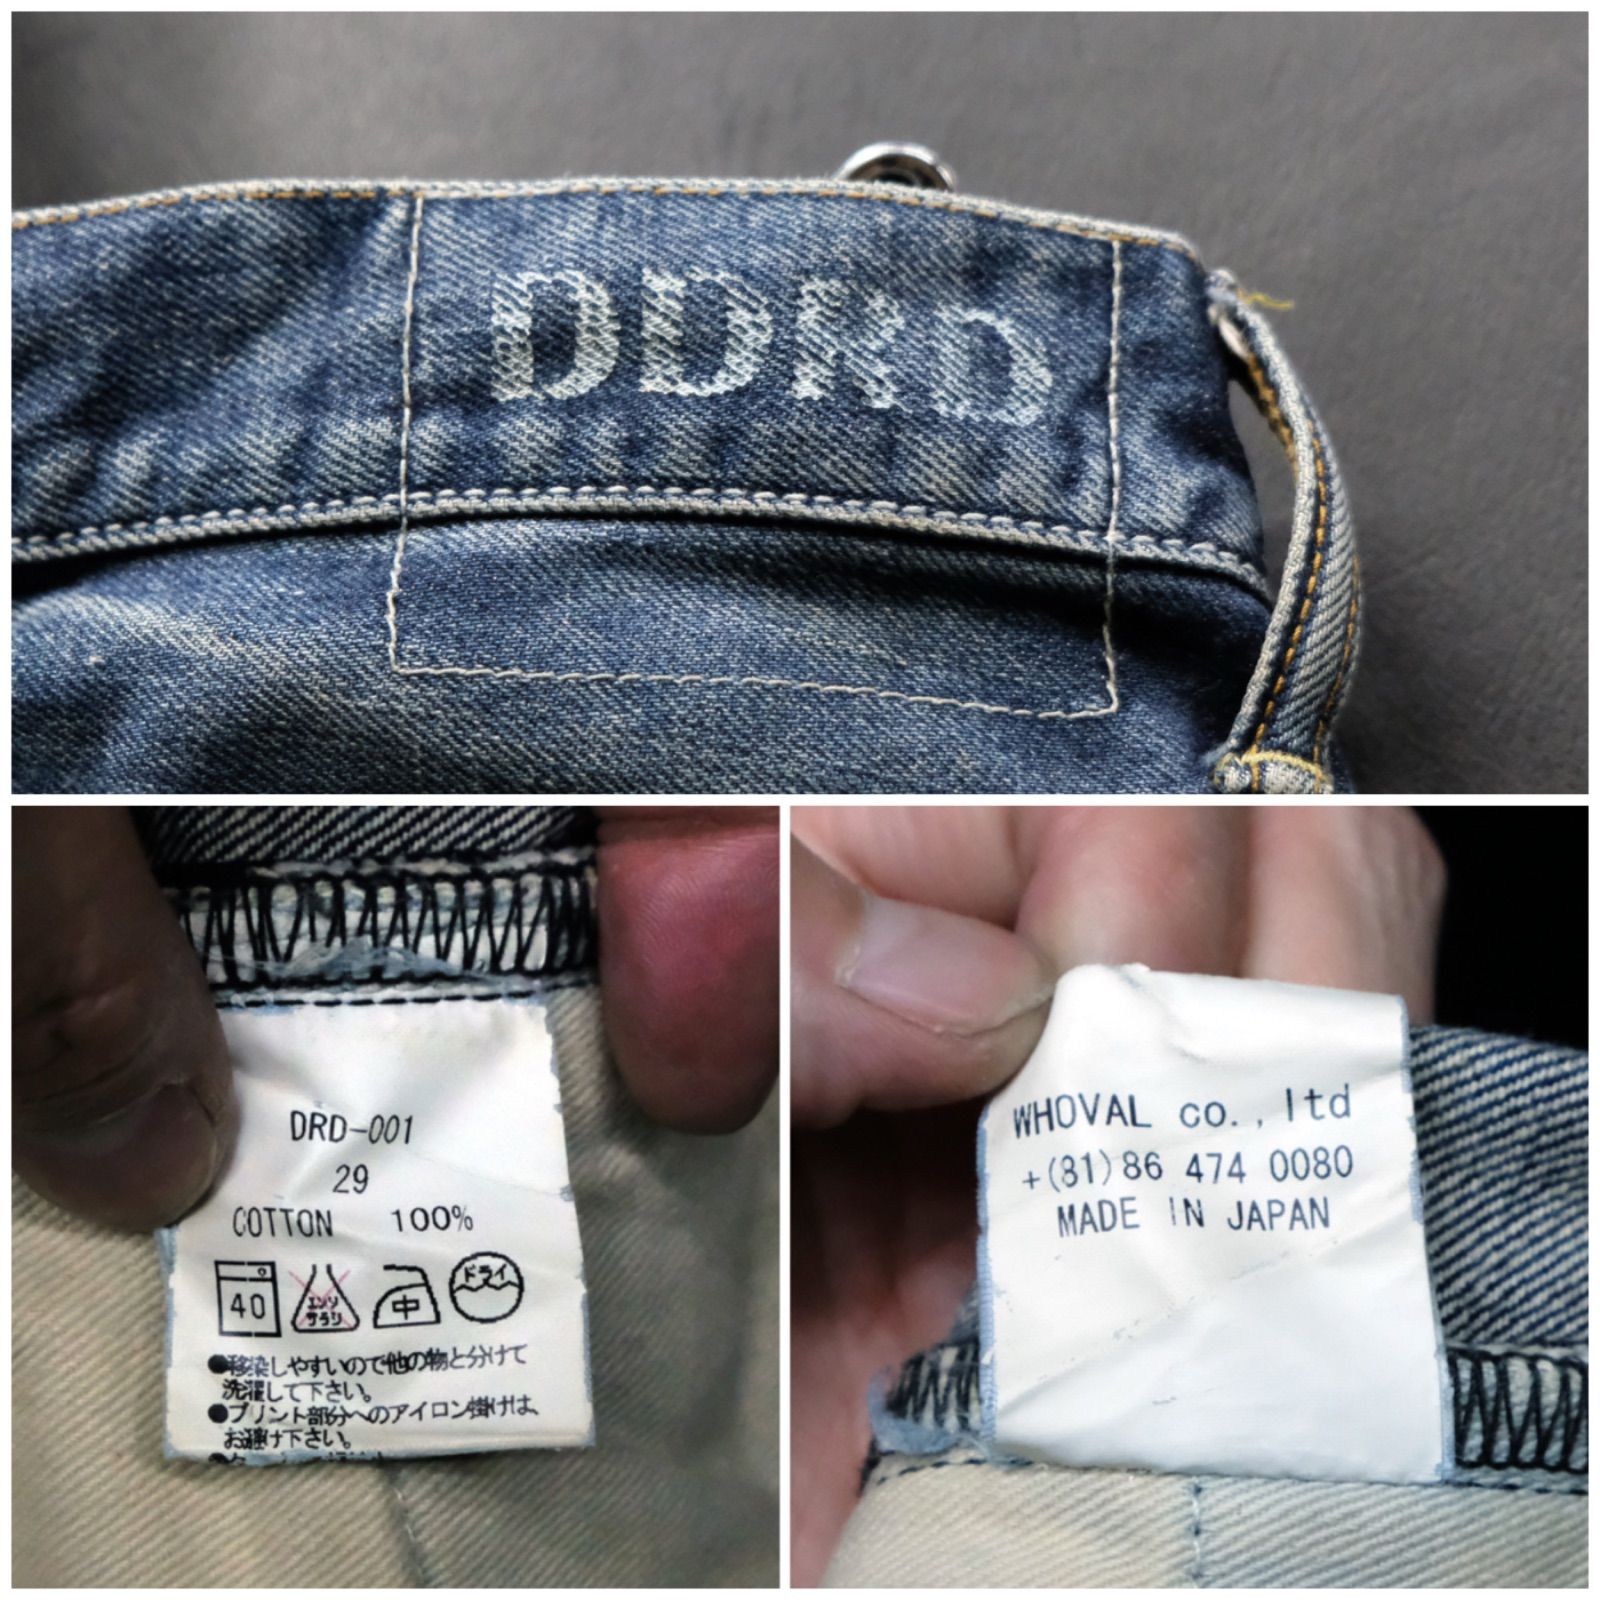 DDRD
DRD-001
29
COTTON 100%
40
エンソ
サラシ
中
ドライ
●移染しやすいので他の物と分けて
洗濯して下さい。
●プリント部分へのアイロン掛けは、
お避け下さい。
WHOVAL co.,ltd
+(81)86 474 0080
MADE IN JAPAN